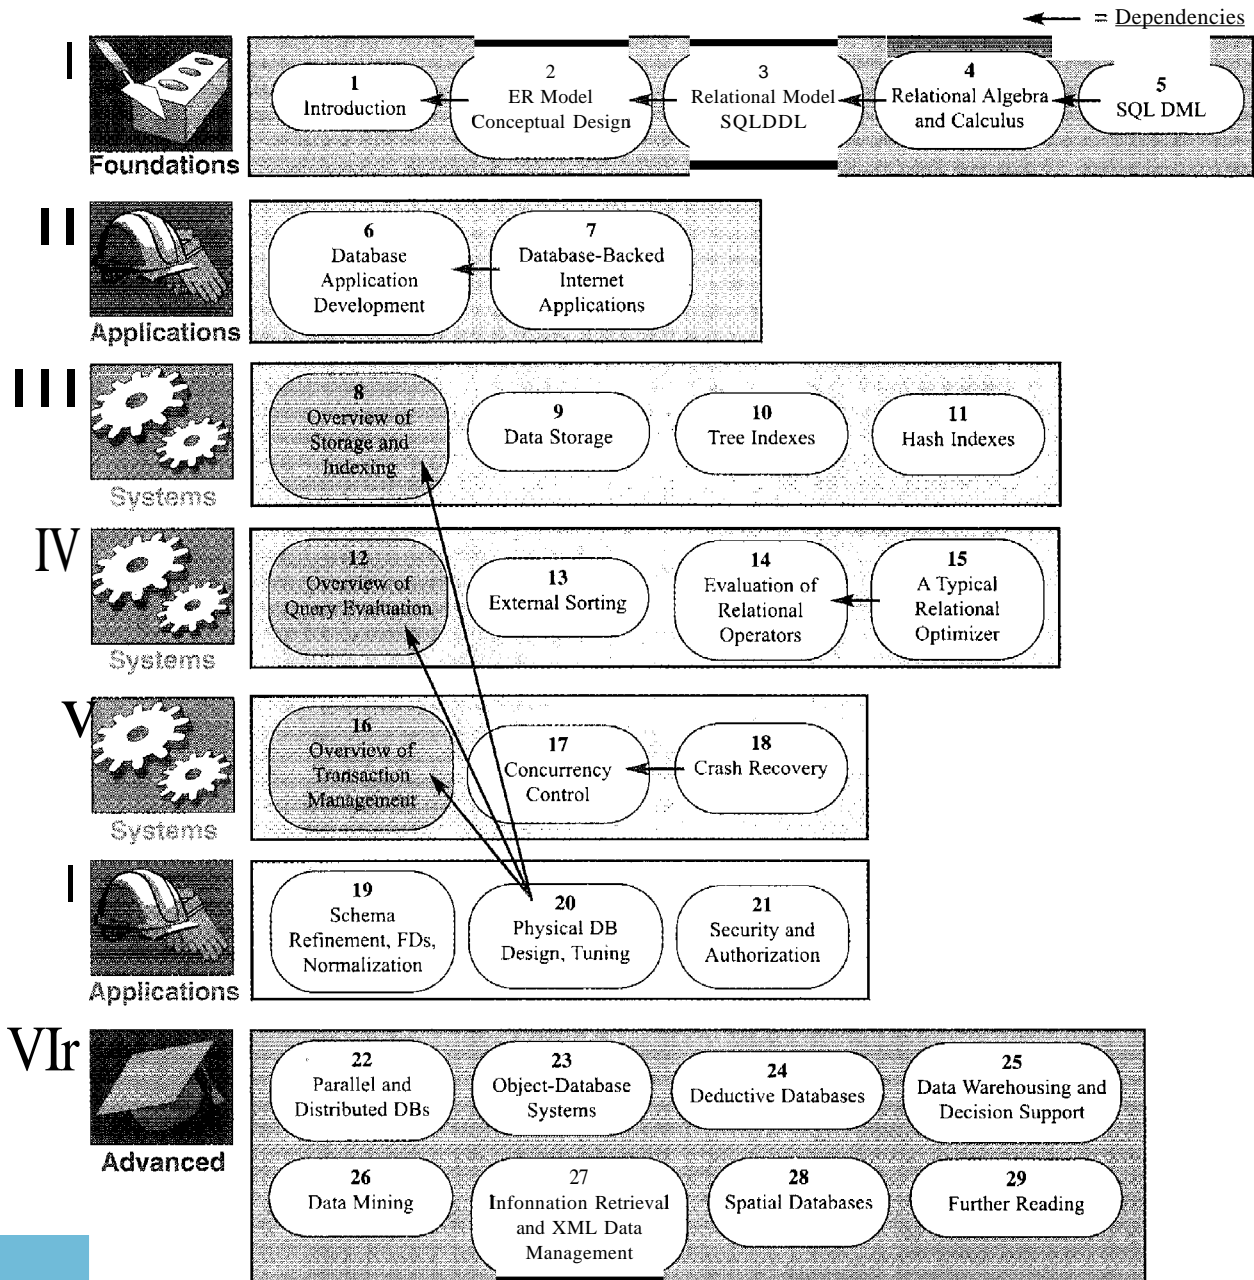 = Dependencies
I
Foundations
1
Introduction
2
ER Model
Conceptual Design
3
Relational Model
SQLDDL
4
Relational Algebra
and Calculus
5
SQL DML
II
Applications
6
Database
Application
Development
7
Database-Backed
Internet
Applications
III
Systems
8
Overview of
Storage and
Indexing
9
Data Storage
10
Tree Indexes
11
Hash Indexes
IV
Systems
12
Overview of
Query Evaluation
13
External Sorting
14
Evaluation of
Relational
Operators
15
A Typical
Relational
Optimizer
V
Systems
16
Overview of
Transaction
Management
17
Concurrency
Control
18
Crash Recovery
I
Applications
19
Schema
Refinement, FDs,
Normalization
20
Physical DB
Design, Tuning
21
Security and
Authorization
VIr
Advanced
22
Parallel and
Distributed DBs
23
Object-Database
Systems
24
Deductive Databases
25
Data Warehousing and
Decision Support
26
Data Mining
27
Infonnation Retrieval
and XML Data
Management
28
Spatial Databases
29
Further Reading